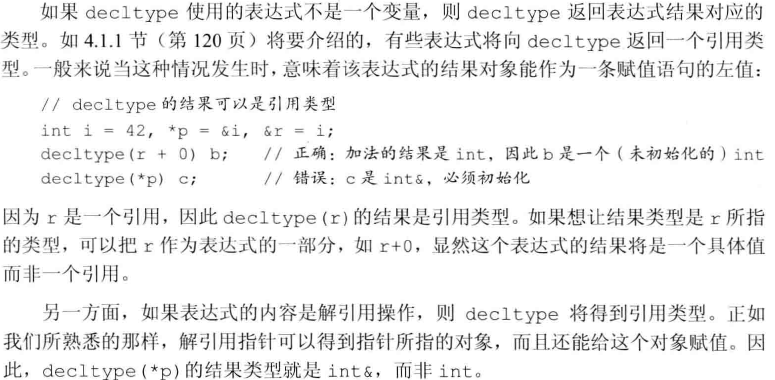 如果 decltype 使用的表达式不是一个变量，则 decltype 返回表达式结果对应的
类型。如 4.1.1 节（第 120 页）将要介绍的，有些表达式将向 decltype 返回一个引用类
型。一般来说当这种情况发生时，意味着该表达式的结果对象能作为一条赋值语句的左值：
// decltype 的结果可以是引用类型
int i = 42, *p = &i, &r = i;
decltype(r + 0) b; // 正确：加法的结果是 int，因此 b 是一个（未初始化的）int
decltype(*p) c; // 错误：c 是 int&，必须初始化
因为 r 是一个引用，因此 decltype(r)的结果是引用类型。如果想让结果类型是 r 所指
的类型，可以把 r 作为表达式的一部分，如 r+0，显然这个表达式的结果将是一个具体值
而非一个引用。
另一方面，如果表达式的内容是解引用操作，则 decltype 将得到引用类型。正如
我们所熟悉的那样，解引用指针可以得到指针所指的对象，而且还能给这个对象赋值。因
此，decltype(*p)的结果类型就是 int&，而非 int。